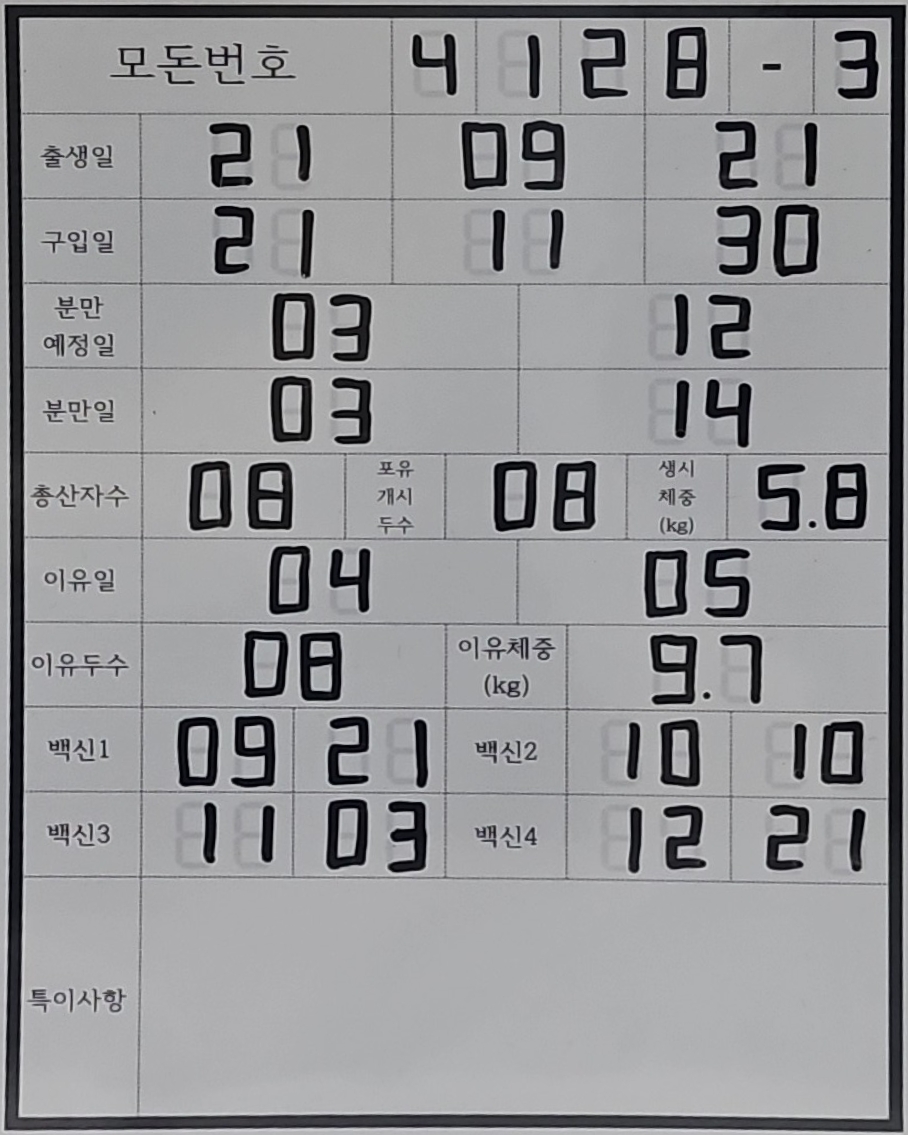 모돈번호 4 1 2 8 - 3
출생일 21 09 21
구입일 21 11 30
분만
예정일 03 12
분만일 03 14
총산자수 08 포유
개시
두수 08 생시
체중
(kg) 5.8
이유일 04 05
이유두수 08 이유체중
(kg) 9.7
백신1 09 21 백신2 10 10
백신3 11 03 백신4 12 21
특이사항